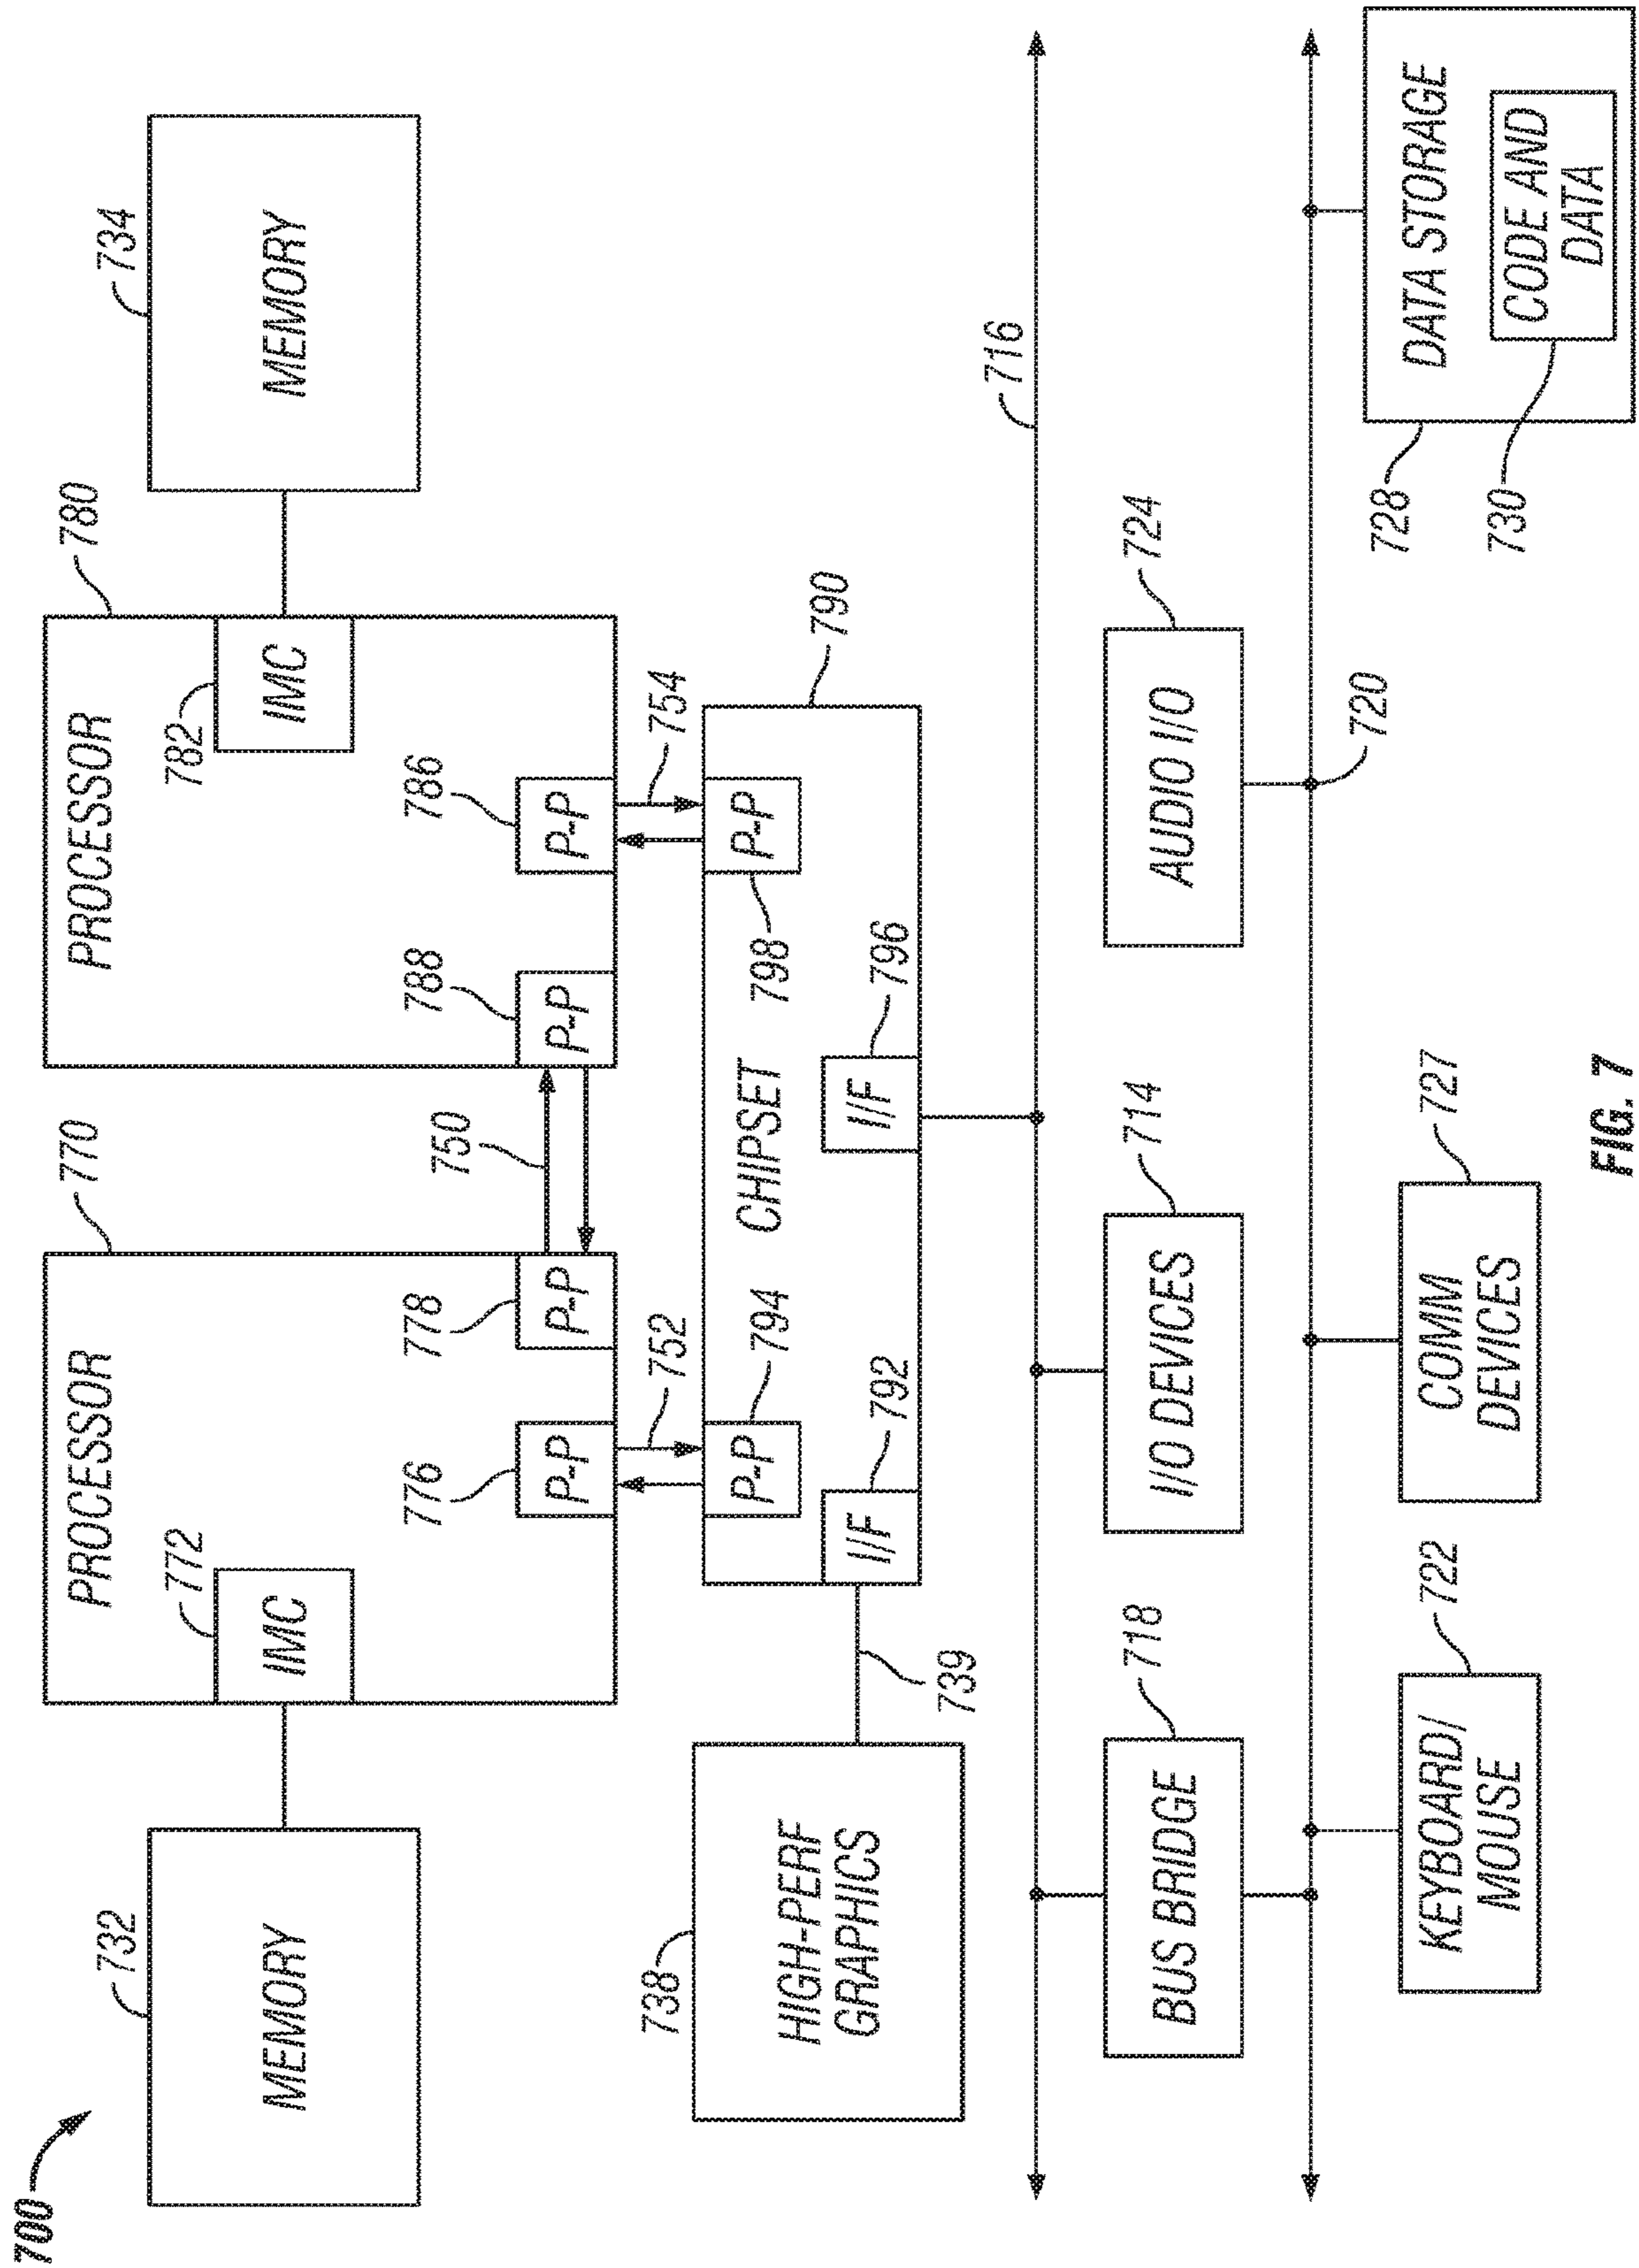 700
732
MEMORY
PROCESSOR
770
772
IMC
776
P-P
778
P-P
750
PROCESSOR
780
782
IMC
788
P-P
786
P-P
734
MEMORY
752
754
738
HIGH-PERF
GRAPHICS
739
P-P
794
I/F
792
CHIPSET
P-P
798
I/F
796
790
716
BUS BRIDGE
718
I/O DEVICES
714
AUDIO I/O
724
720
KEYBOARD/
MOUSE
722
COMM
DEVICES
727
728
DATA STORAGE
730
CODE AND
DATA
FIG. 7